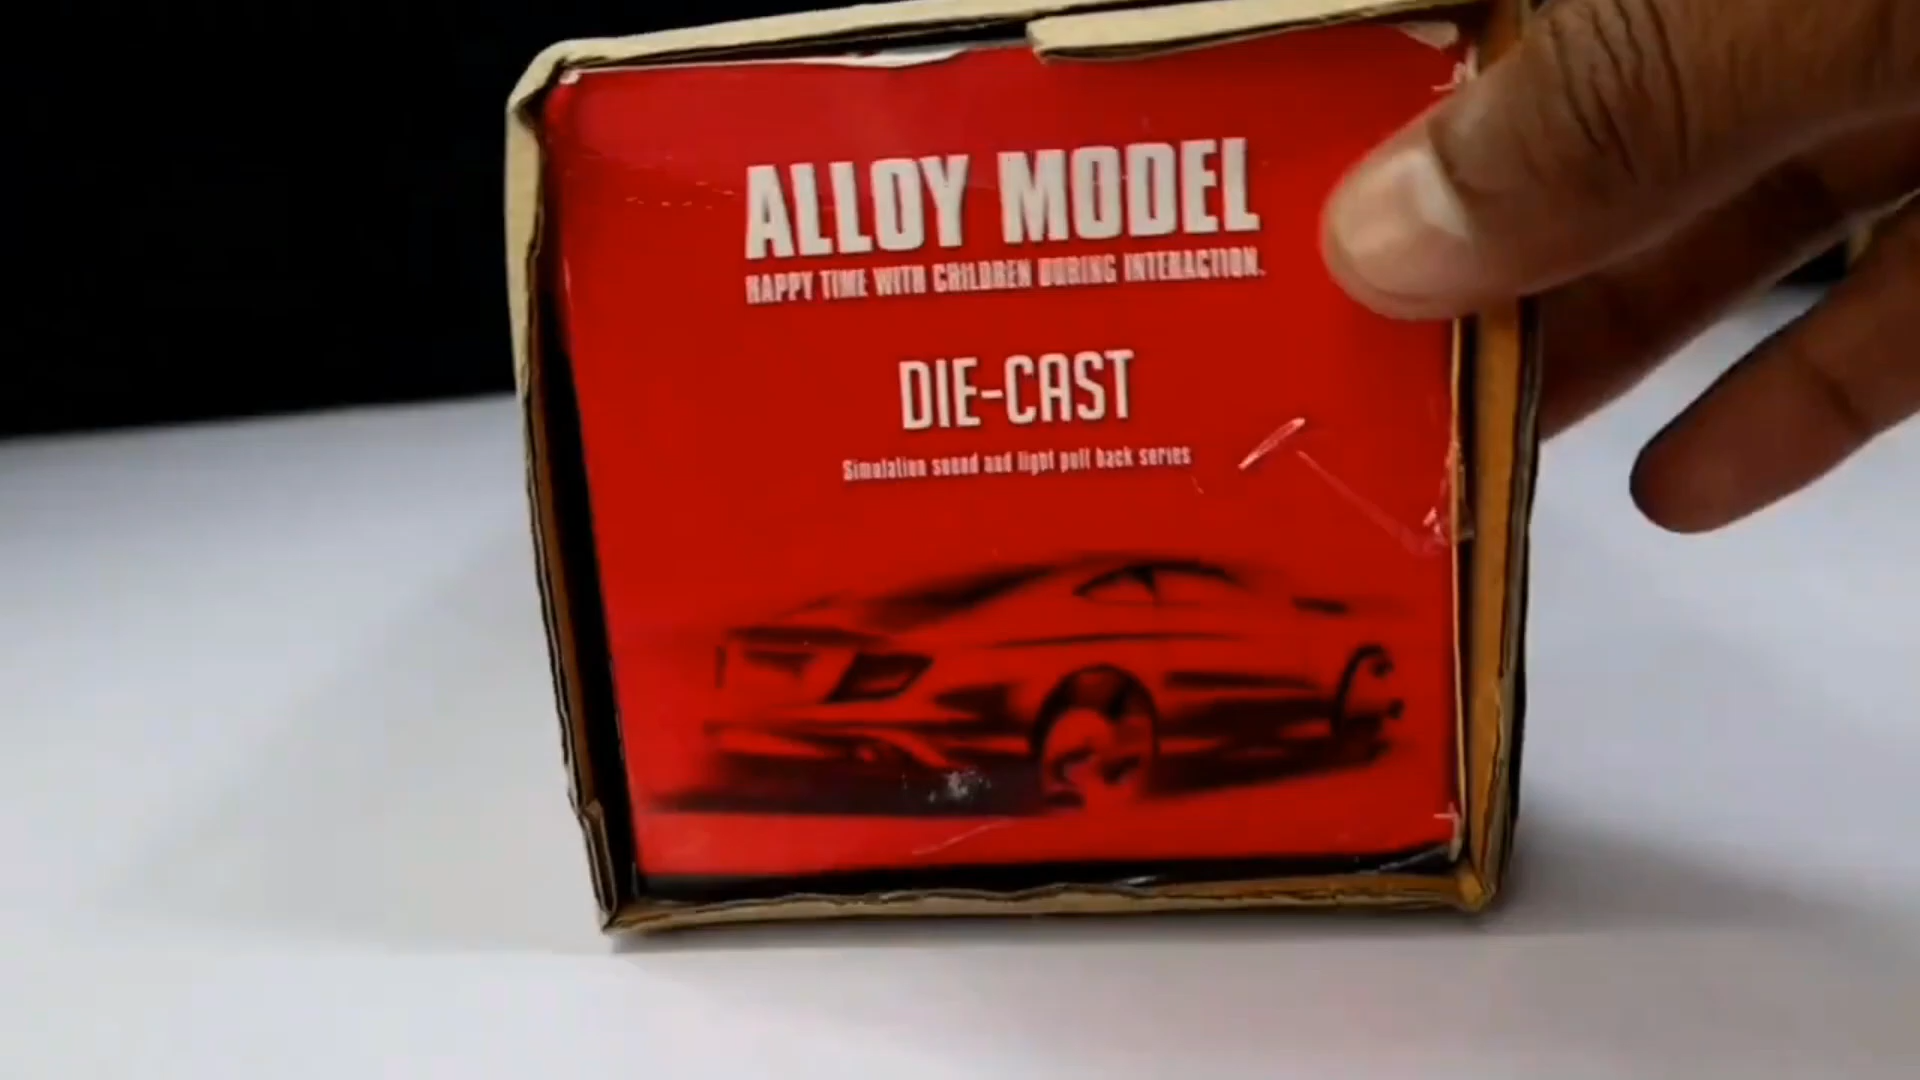 ALLOY MODEL
HAPPY TIME WITH CHILDREN DURING INTERACTION.
DIE-CAST
Simulation sound and light pull back series